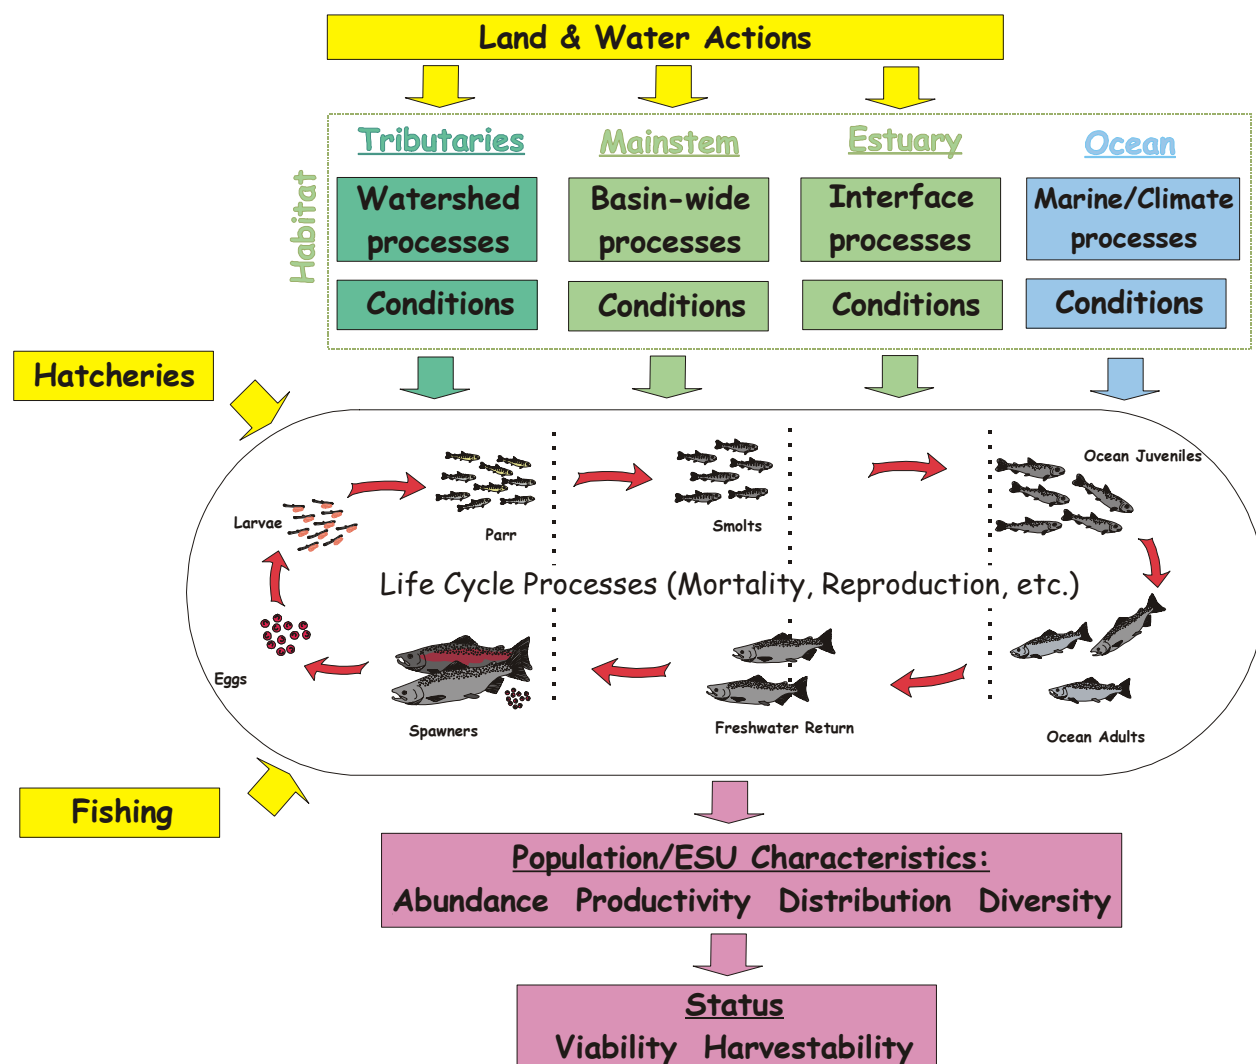 Land & Water Actions
Habitat
Tributaries
Mainstem
Estuary
Ocean
Watershed
processes
Basin-wide
processes
Interface
processes
Marine/Climate
processes
Conditions
Conditions
Conditions
Conditions
Hatcheries
Larvae
Parr
Smolts
Ocean Juveniles
Life Cycle Processes (Mortality, Reproduction, etc.)
Eggs
Spawners
Freshwater Return
Ocean Adults
Fishing
Population/ESU Characteristics:
Abundance Productivity Distribution Diversity
Status
Viability Harvestability